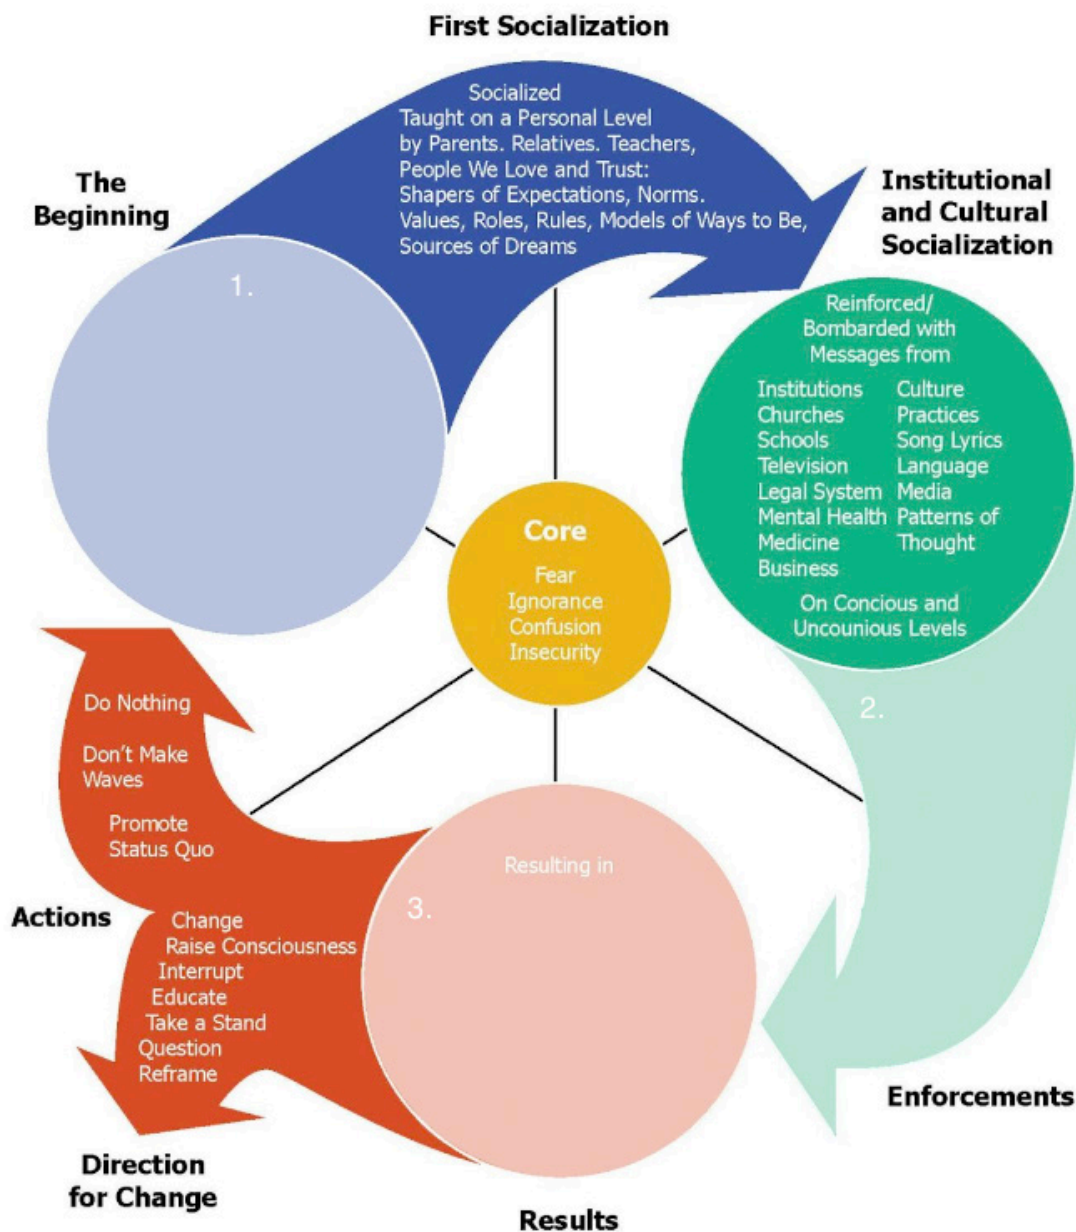 First Socialization
Socialized
Taught on a Personal Level
by Parents. Relatives. Teachers,
People We Love and Trust:
Shapers of Expectations, Norms.
Values, Roles, Rules, Models of Ways to Be,
Sources of Dreams
The
Beginning
1.
Institutional
and Cultural
Socialization
Reinforced/
Bombarded with
Messages from
Institutions
Churches
Schools
Television
Legal System
Mental Health
Medicine
Business
Culture
Practices
Song Lyrics
Language
Media
Patterns of
Thought
On Concious and
Uncounious Levels
Core
Fear
Ignorance
Confusion
Insecurity
2.
Enforcements
Resulting in
3.
Results
Do Nothing
Don't Make
Waves
Promote
Status Quo
Actions
Change
Raise Consciousness
Interrupt
Educate
Take a Stand
Question
Reframe
Direction
for Change